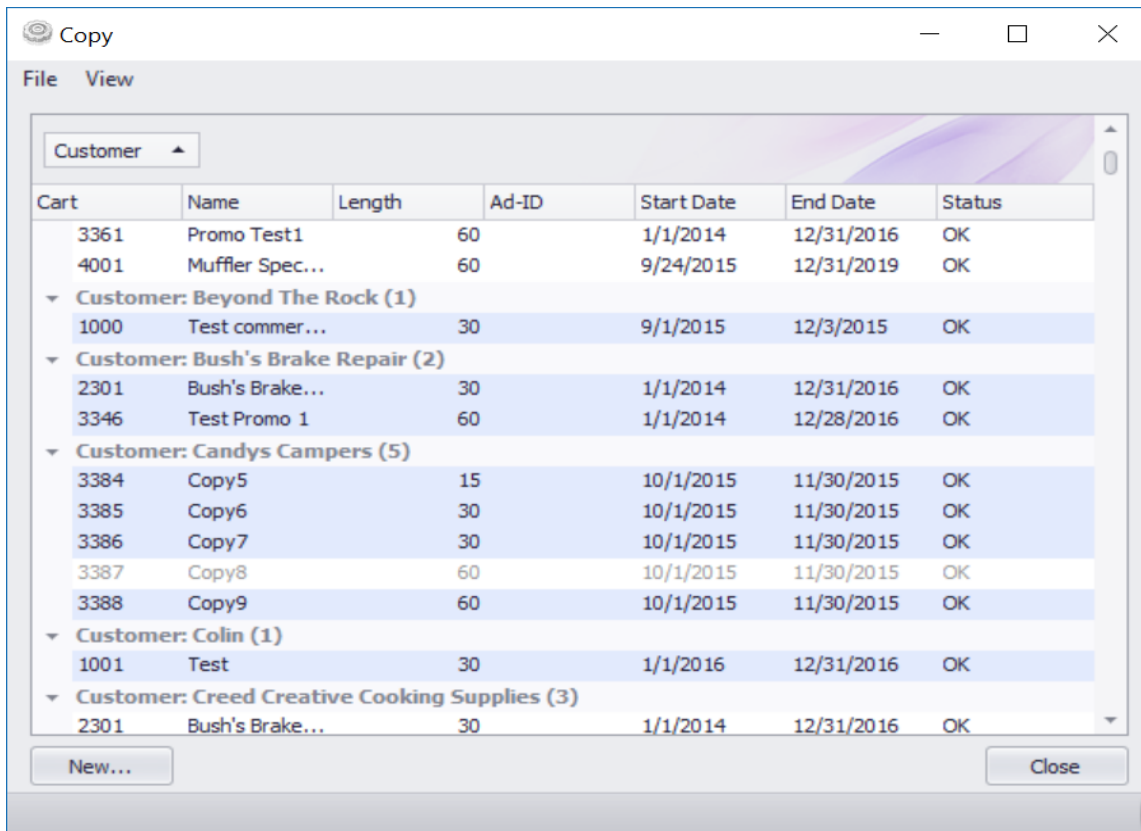 Copy
File View
Customer
Cart Name Length Ad-ID Start Date End Date Status
3361 Promo Test1 60 1/1/2014 12/31/2016 OK
4001 Muffler Spec... 60 9/24/2015 12/31/2019 OK
Customer: Beyond The Rock (1)
1000 Test commer... 30 9/1/2015 12/3/2015 OK
Customer: Bush's Brake Repair (2)
2301 Bush's Brake... 30 1/1/2014 12/31/2016 OK
3346 Test Promo 1 60 1/1/2014 12/28/2016 OK
Customer: Candys Campers (5)
3384 Copy5 15 10/1/2015 11/30/2015 OK
3385 Copy6 30 10/1/2015 11/30/2015 OK
3386 Copy7 30 10/1/2015 11/30/2015 OK
3387 Copy8 60 10/1/2015 11/30/2015 OK
3388 Copy9 60 10/1/2015 11/30/2015 OK
Customer: Colin (1)
1001 Test 30 1/1/2016 12/31/2016 OK
Customer: Creed Creative Cooking Supplies (3)
2301 Bush's Brake... 30 1/1/2014 12/31/2016 OK
New... Close